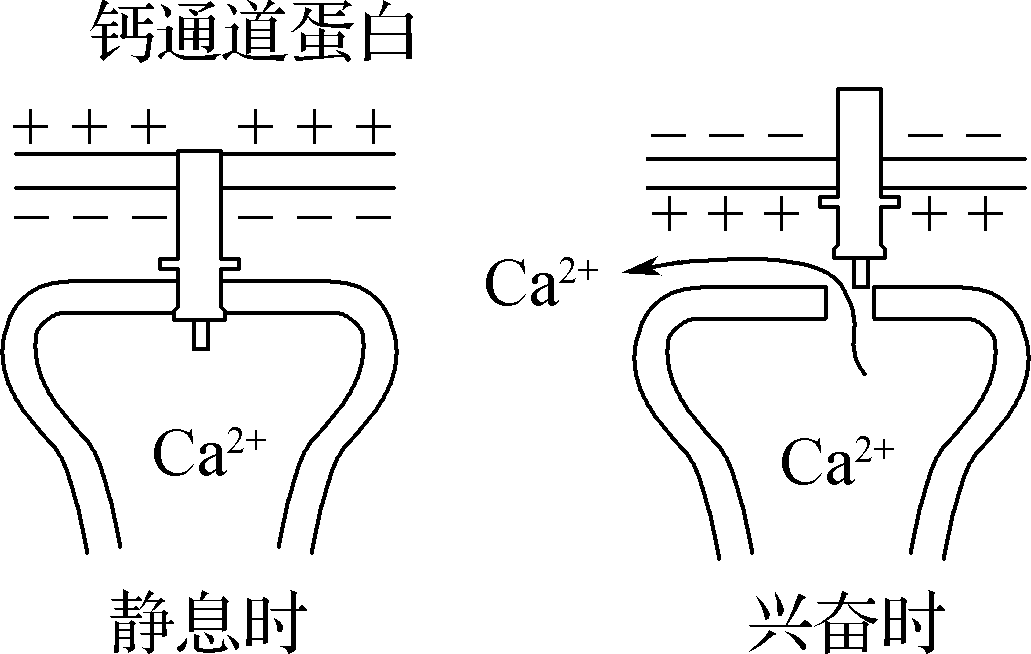 钙通道蛋白
+ + + + + +
− − − − − −
Ca²⁺
静息时
− − − − −
+ + + + +
Ca²⁺
Ca²⁺
兴奋时